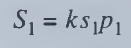 S₁ = ks₁p₁